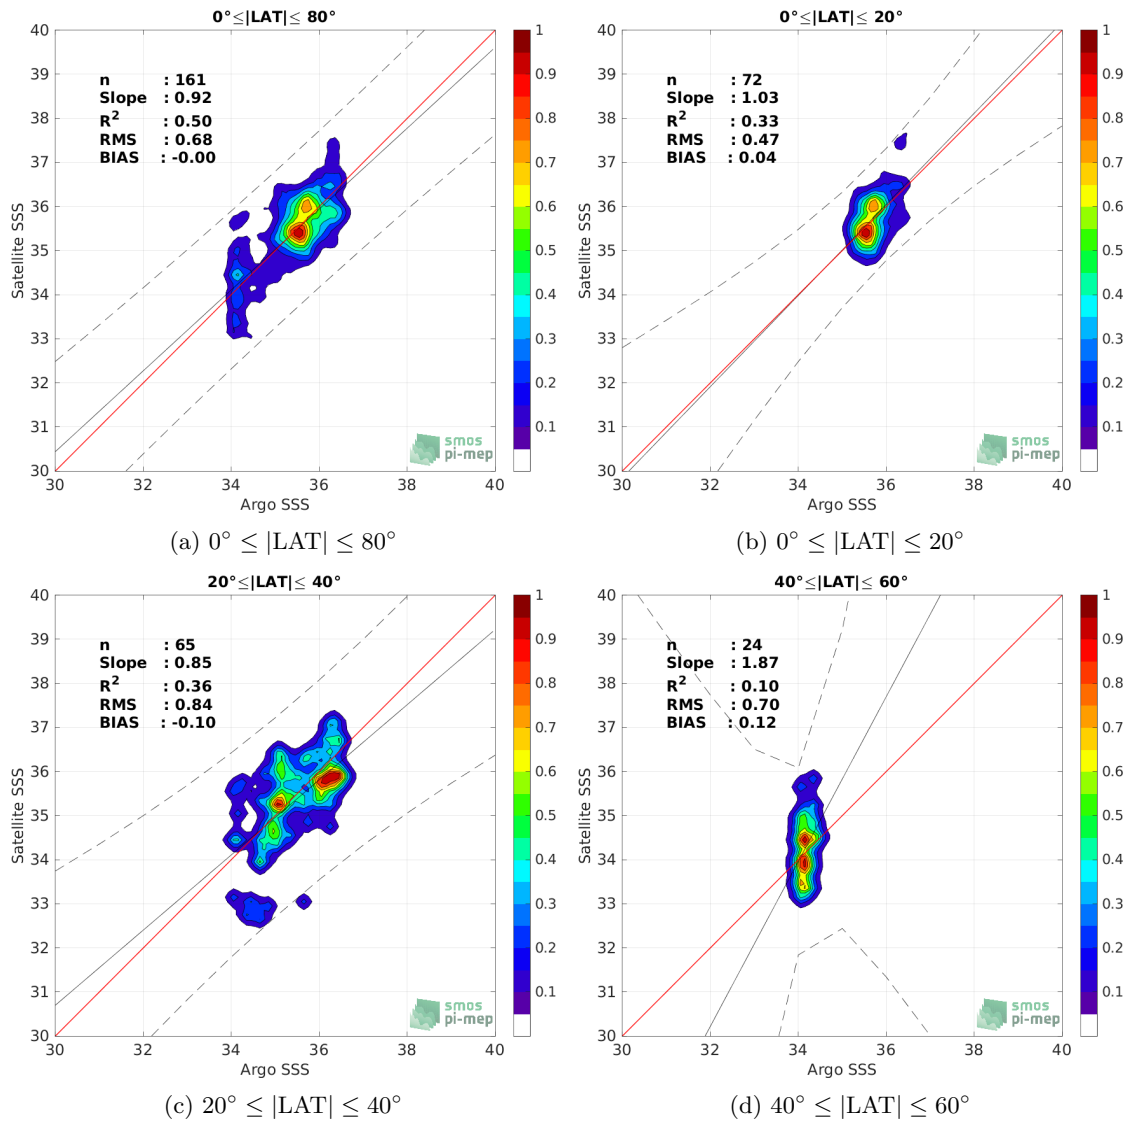 0°≤|LAT|≤ 80°
n : 161
Slope : 0.92
R2 : 0.50
RMS : 0.68
BIAS : -0.00
40
39
38
37
36
35
34
33
32
31
30
Satellite SSS
30 32 34 36 38 40
Argo SSS
1
0.9
0.8
0.7
0.6
0.5
0.4
0.3
0.2
0.1
smos
pi-mep
(a) 0° ≤ |LAT| ≤ 80°
0°≤|LAT|≤ 20°
n : 72
Slope : 1.03
R2 : 0.33
RMS : 0.47
BIAS : 0.04
40
39
38
37
36
35
34
33
32
31
30
Satellite SSS
30 32 34 36 38 40
Argo SSS
1
0.9
0.8
0.7
0.6
0.5
0.4
0.3
0.2
0.1
smos
pi-mep
(b) 0° ≤ |LAT| ≤ 20°
20°≤|LAT|≤ 40°
n : 65
Slope : 0.85
R2 : 0.36
RMS : 0.84
BIAS : -0.10
40
39
38
37
36
35
34
33
32
31
30
Satellite SSS
30 32 34 36 38 40
Argo SSS
1
0.9
0.8
0.7
0.6
0.5
0.4
0.3
0.2
0.1
smos
pi-mep
(c) 20° ≤ |LAT| ≤ 40°
40°≤|LAT|≤ 60°
n : 24
Slope : 1.87
R2 : 0.10
RMS : 0.70
BIAS : 0.12
40
39
38
37
36
35
34
33
32
31
30
Satellite SSS
30 32 34 36 38 40
Argo SSS
1
0.9
0.8
0.7
0.6
0.5
0.4
0.3
0.2
0.1
smos
pi-mep
(d) 40° ≤ |LAT| ≤ 60°